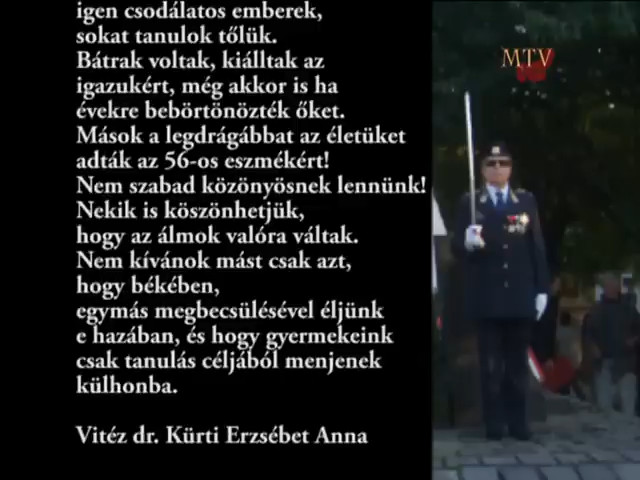 igen csodálatos emberek,
sokat tanulok tőlük.
Bátrak voltak, kiálltak az
igazukért, még akkor is ha
évekre bebörtönözték őket.
Mások a legdrágábbat az életüket
adták az 56-os eszmékért!
Nem szabad közönyösnek lennünk!
Nekik is köszönhetjük,
hogy az álmok valóra váltak.
Nem kívánok mást csak azt,
hogy békében,
egymás megbecsülésével éljünk
e hazában, és hogy gyermekeink
csak tanulás céljából menjenek
külhonba.
Vitéz dr. Kürti Erzsébet Anna
MTV